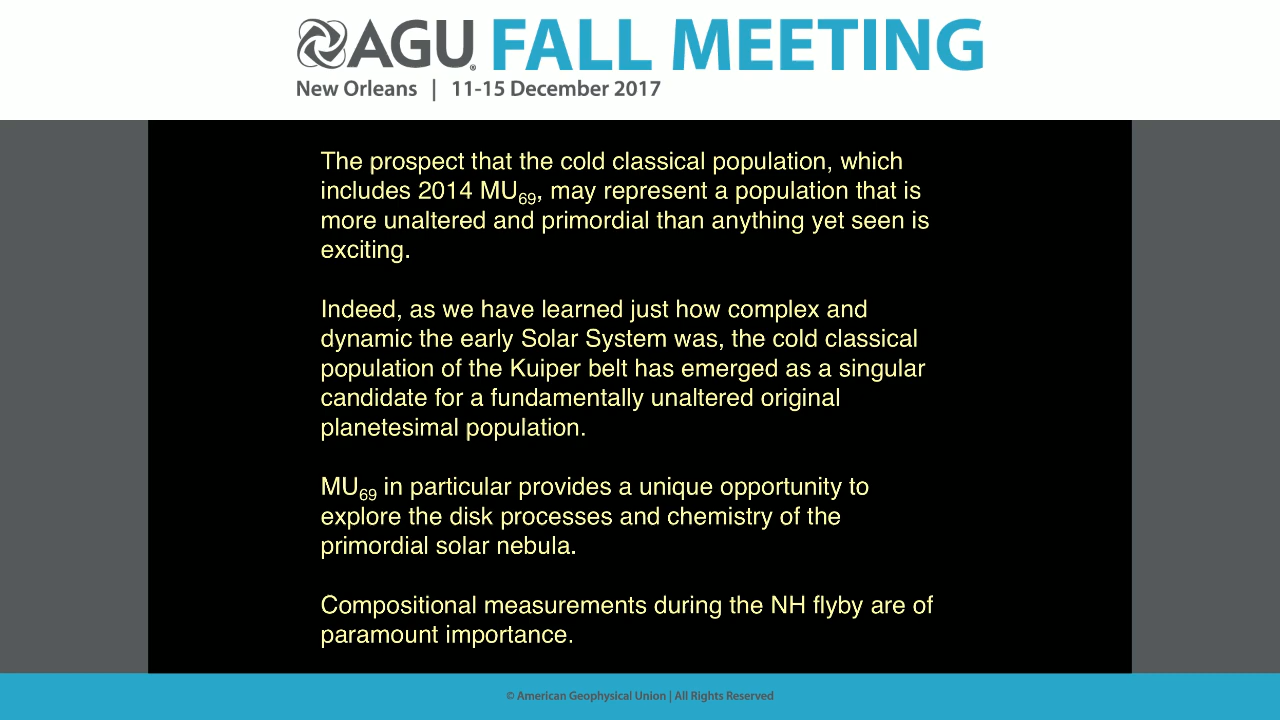 AGU FALL MEETING
New Orleans | 11-15 December 2017
The prospect that the cold classical population, which
includes 2014 MU₆₉, may represent a population that is
more unaltered and primordial than anything yet seen is
exciting.
Indeed, as we have learned just how complex and
dynamic the early Solar System was, the cold classical
population of the Kuiper belt has emerged as a singular
candidate for a fundamentally unaltered original
planetesimal population.
MU₆₉ in particular provides a unique opportunity to
explore the disk processes and chemistry of the
primordial solar nebula.
Compositional measurements during the NH flyby are of
paramount importance.
© American Geophysical Union | All Rights Reserved